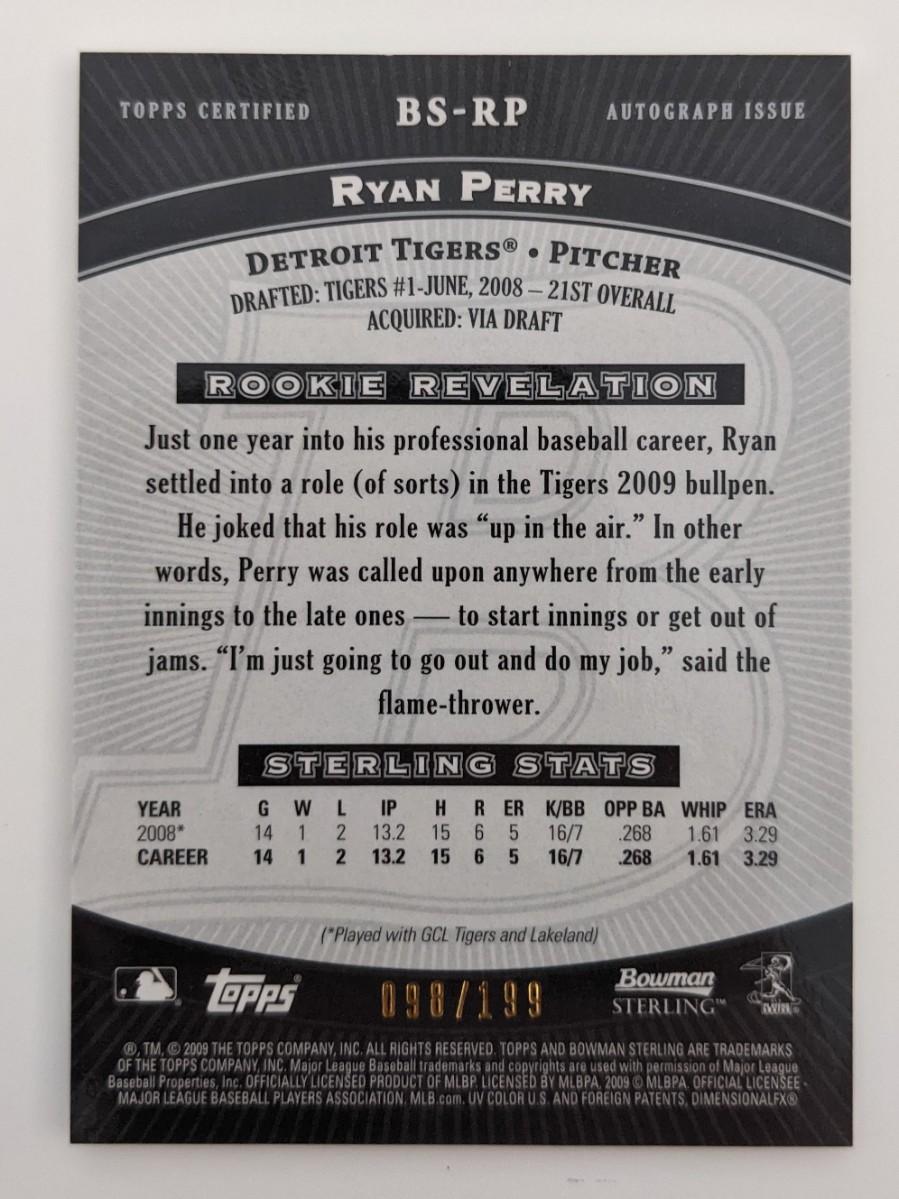 TOPPS CERTIFIED BS-RP AUTOGRAPH ISSUE
RYAN PERRY
DETROIT TIGERS® • PITCHER
DRAFTED: TIGERS #1-JUNE, 2008 – 21ST OVERALL
ACQUIRED: VIA DRAFT
ROOKIE REVELATION
Just one year into his professional baseball career, Ryan
settled into a role (of sorts) in the Tigers 2009 bullpen.
He joked that his role was “up in the air.” In other
words, Perry was called upon anywhere from the early
innings to the late ones — to start innings or get out of
jams. “I’m just going to go out and do my job,” said the
flame-thrower.
STERLING STATS
YEAR G W L IP H R ER K/BB OPP BA WHIP ERA
2008* 14 1 2 13.2 15 6 5 16/7 .268 1.61 3.29
CAREER 14 1 2 13.2 15 6 5 16/7 .268 1.61 3.29
(*Played with GCL Tigers and Lakeland)
topps® 098/199 Bowman
STERLING™
®, TM, © 2009 THE TOPPS COMPANY, INC. ALL RIGHTS RESERVED. TOPPS AND BOWMAN STERLING ARE TRADEMARKS
OF THE TOPPS COMPANY, INC. Major League Baseball trademarks and copyrights are used with permission of Major League
Baseball Properties, Inc. OFFICIALLY LICENSED PRODUCT OF MLBP. LICENSED BY MLBPA, 2009 © MLBPA. OFFICIAL LICENSEE -
MAJOR LEAGUE BASEBALL PLAYERS ASSOCIATION. MLB.com. UV COLOR U.S. AND FOREIGN PATENTS, DIMENSIONALFX®